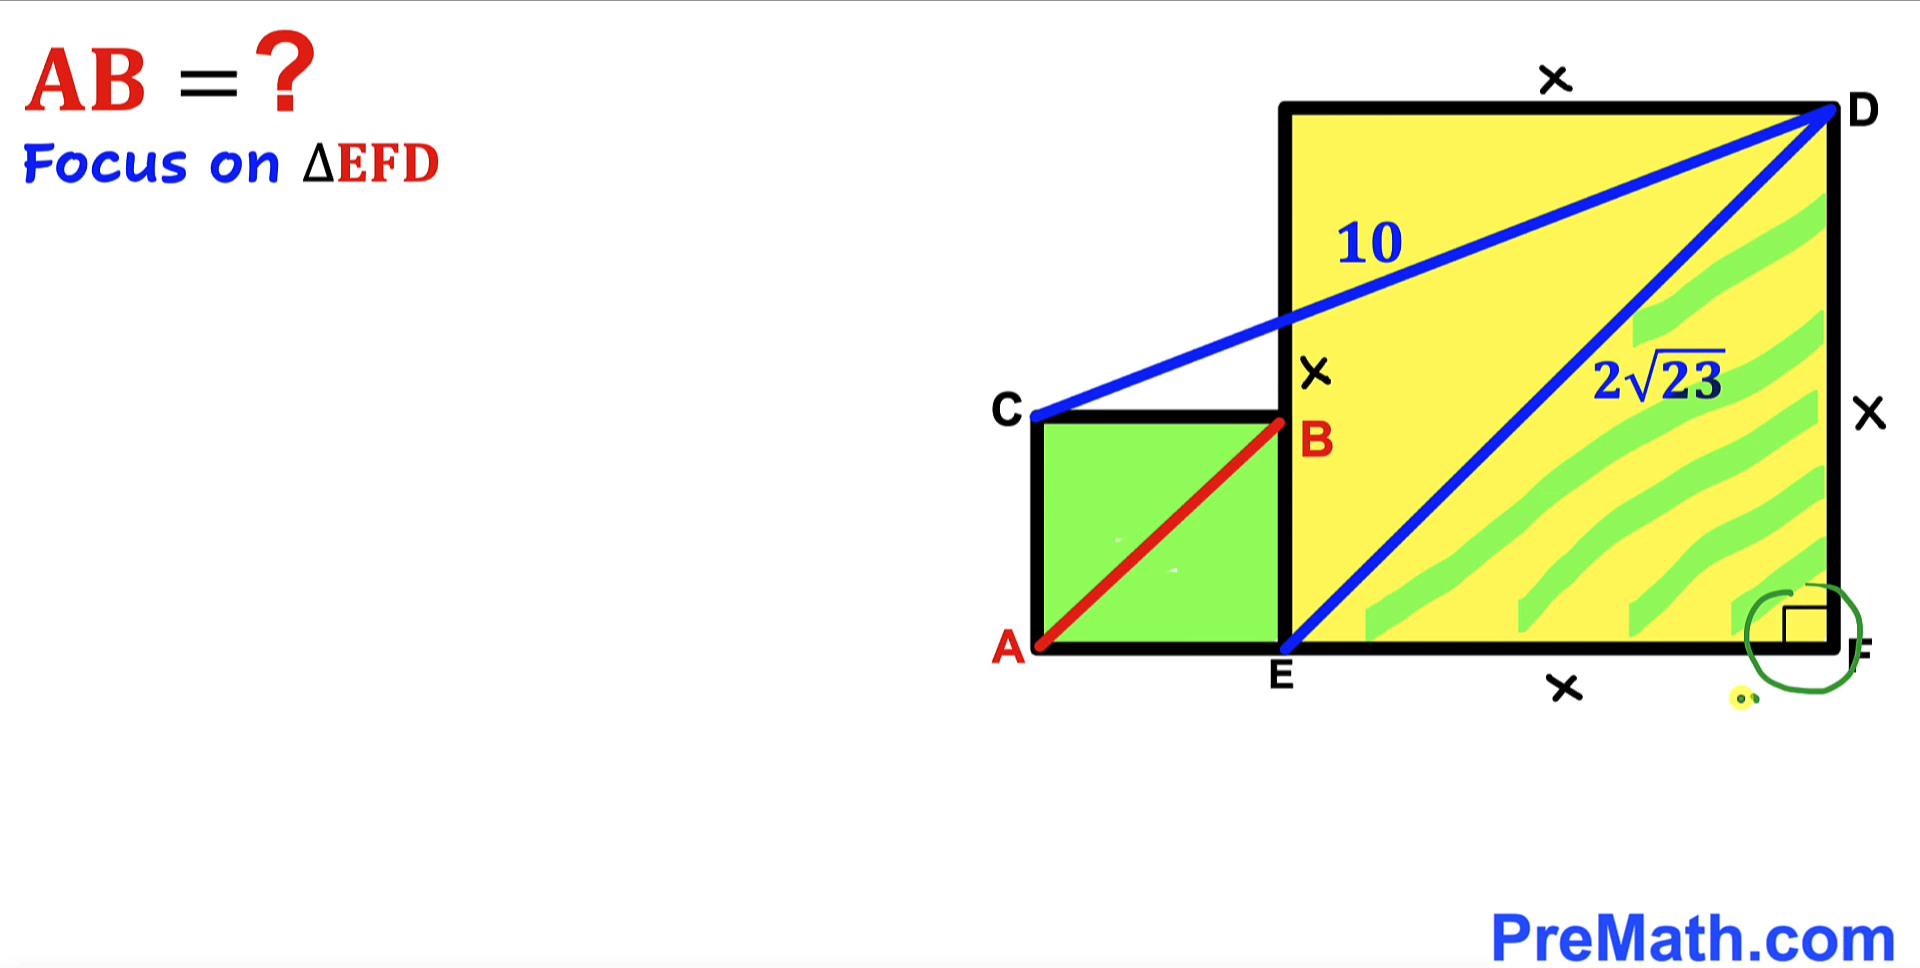 AB = ?
Focus on ΔEFD
x
D
10
2√23
x
x
C
B
A
E
F
x
PreMath.com